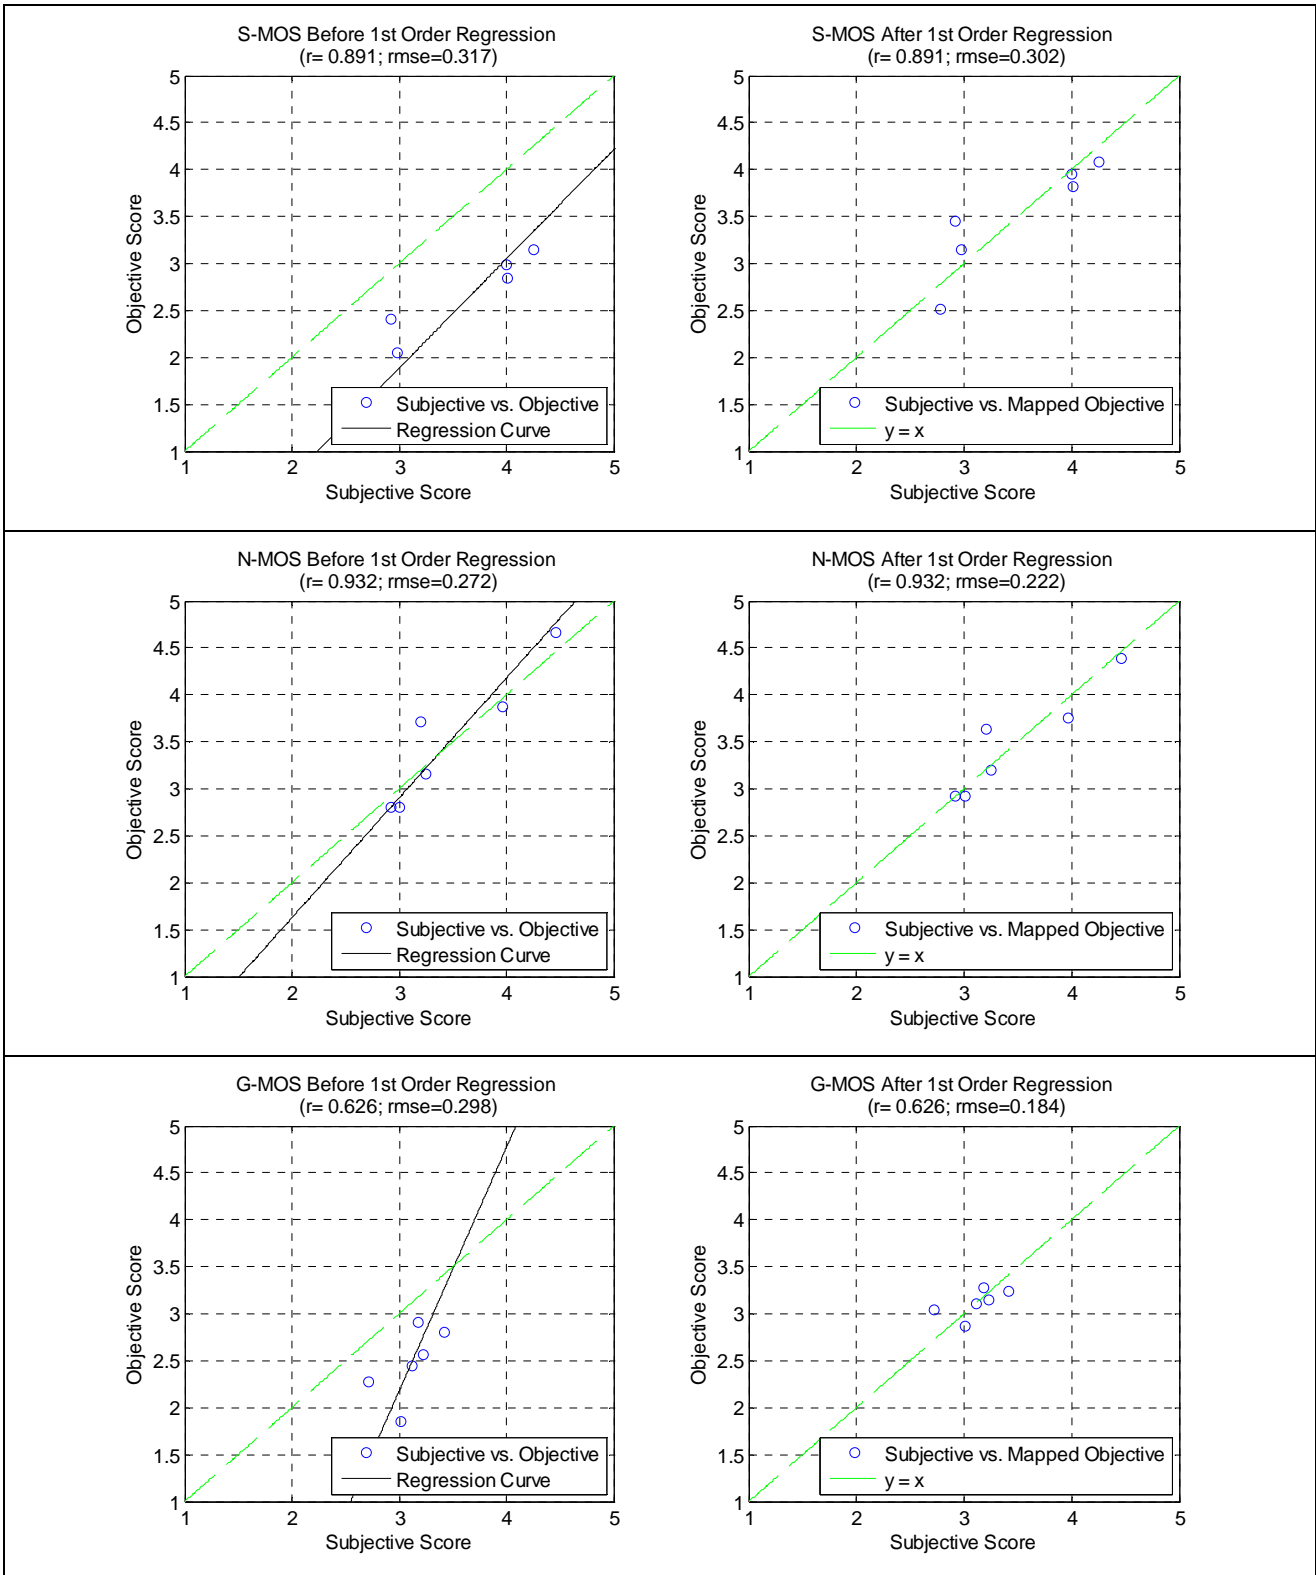 S-MOS Before 1st Order Regression
(r= 0.891; rmse=0.317)
5
4.5
4
3.5
3
2.5
2
1.5
1
Objective Score
1 2 3 4 5
Subjective Score
Subjective vs. Objective
Regression Curve
S-MOS After 1st Order Regression
(r= 0.891; rmse=0.302)
5
4.5
4
3.5
3
2.5
2
1.5
1
Objective Score
1 2 3 4 5
Subjective Score
Subjective vs. Mapped Objective
y = x
N-MOS Before 1st Order Regression
(r= 0.932; rmse=0.272)
5
4.5
4
3.5
3
2.5
2
1.5
1
Objective Score
1 2 3 4 5
Subjective Score
Subjective vs. Objective
Regression Curve
N-MOS After 1st Order Regression
(r= 0.932; rmse=0.222)
5
4.5
4
3.5
3
2.5
2
1.5
1
Objective Score
1 2 3 4 5
Subjective Score
Subjective vs. Mapped Objective
y = x
G-MOS Before 1st Order Regression
(r= 0.626; rmse=0.298)
5
4.5
4
3.5
3
2.5
2
1.5
1
Objective Score
1 2 3 4 5
Subjective Score
Subjective vs. Objective
Regression Curve
G-MOS After 1st Order Regression
(r= 0.626; rmse=0.184)
5
4.5
4
3.5
3
2.5
2
1.5
1
Objective Score
1 2 3 4 5
Subjective Score
Subjective vs. Mapped Objective
y = x